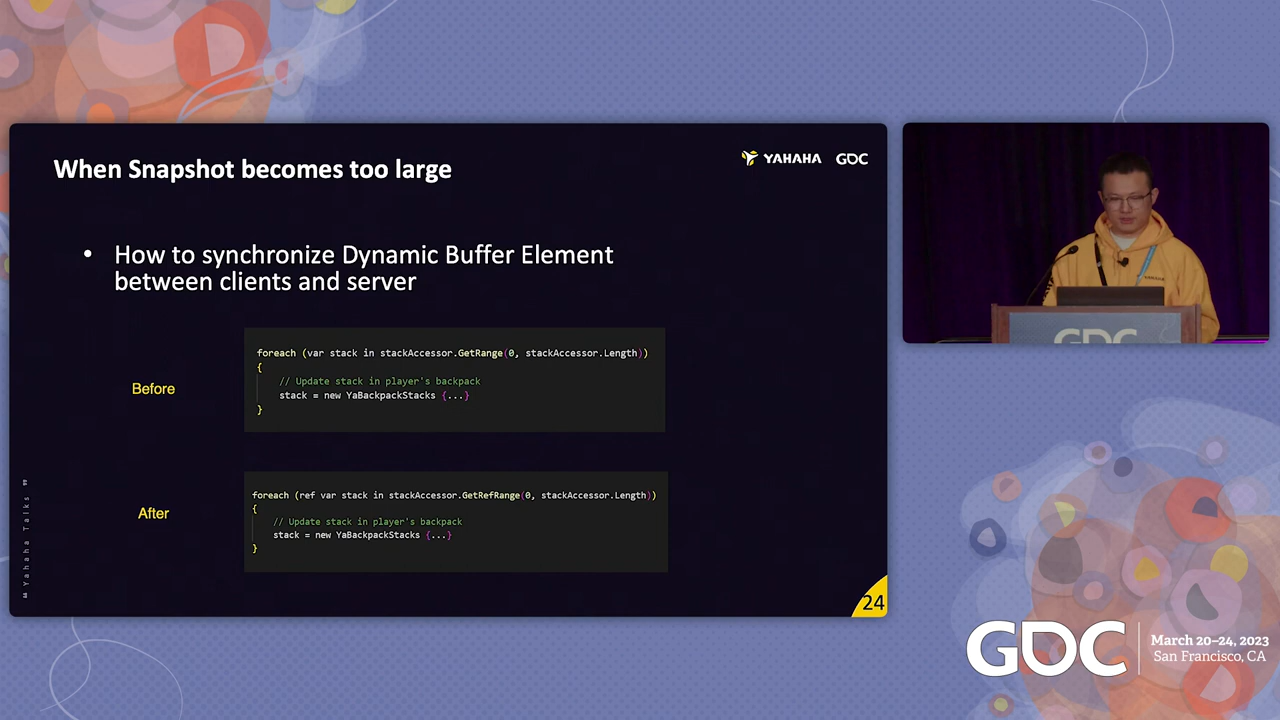 When Snapshot becomes too large
YAHAHA GDC
• How to synchronize Dynamic Buffer Element
between clients and server
Before
foreach (var stack in stackAccessor.GetRange(0, stackAccessor.Length))
{
// Update stack in player's backpack
stack = new YaBackpackStacks {...}
}
After
foreach (ref var stack in stackAccessor.GetRefRange(0, stackAccessor.Length))
{
// Update stack in player's backpack
stack = new YaBackpackStacks {...}
}
“ Yahaha Talks ”
24
YAHAHA
GDC
GDC
March 20–24, 2023
San Francisco, CA